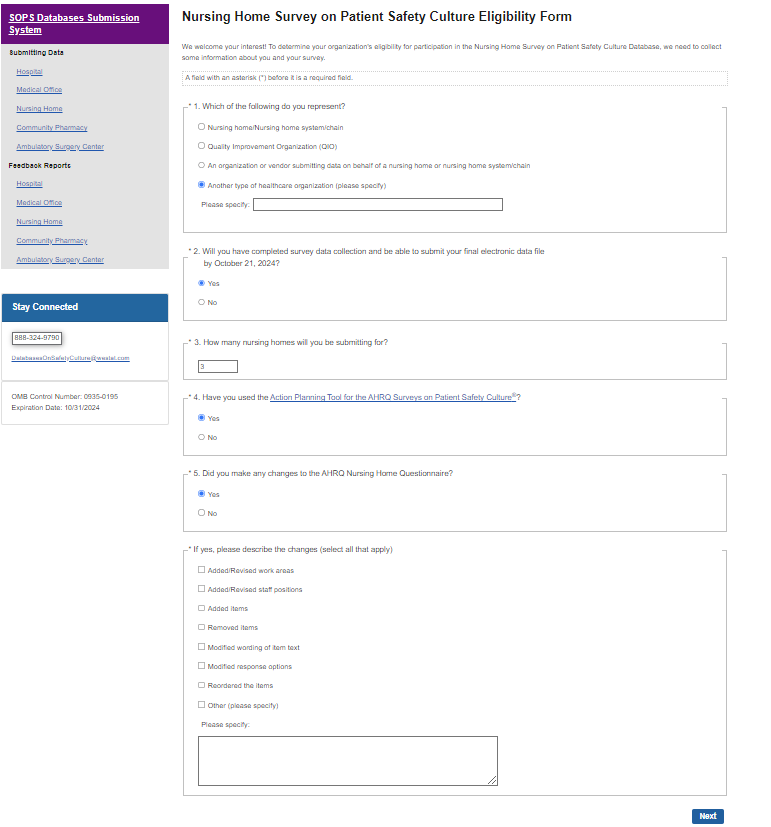 SOPS Databases Submission
System
Submitting Data
Hospital
Medical Office
Nursing Home
Community Pharmacy
Ambulatory Surgery Center
Feedback Reports
Hospital
Medical Office
Nursing Home
Community Pharmacy
Ambulatory Surgery Center
Stay Connected
888-324-9790
DatabasesOnSafetyCulture@westat.com
OMB Control Number: 0935-0195
Expiration Date: 10/31/2024
Nursing Home Survey on Patient Safety Culture Eligibility Form
We welcome your interest! To determine your organization's eligibility for participation in the Nursing Home Survey on Patient Safety Culture Database, we need to collect
some information about you and your survey.
A field with an asterisk (*) before it is a required field.
* 1. Which of the following do you represent?
Nursing home/Nursing home system/chain
Quality Improvement Organization (QIO)
An organization or vendor submitting data on behalf of a nursing home or nursing home system/chain
Another type of healthcare organization (please specify)
Please specify:
* 2. Will you have completed survey data collection and be able to submit your final electronic data file
by October 21, 2024?
Yes
No
* 3. How many nursing homes will you be submitting for?
3
* 4. Have you used the Action Planning Tool for the AHRQ Surveys on Patient Safety Culture®?
Yes
No
* 5. Did you make any changes to the AHRQ Nursing Home Questionnaire?
Yes
No
* If yes, please describe the changes (select all that apply)
Added/Revised work areas
Added/Revised staff positions
Added items
Removed items
Modified wording of item text
Modified response options
Reordered the items
Other (please specify)
Please specify:
Next